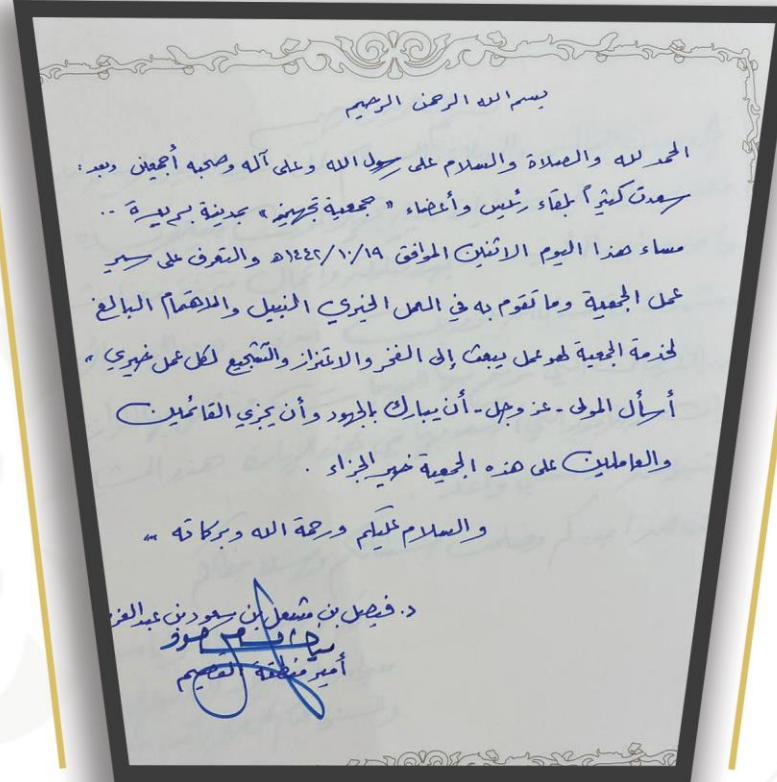 بسم الله الرحمن الرحيم
الحمد لله والصلاة والسلام على رسول الله وعلى آله وصحبه أجمعين وبعد :
سعدت كثيراً بلقاء رئيس وأعضاء "جمعية تجهيز" بمدينة بريدة ..
مساء هذا اليوم الاثنين الموافق ١٤٤٢/١٠/١٩هـ والتعرف على سير
عمل الجمعية وما تقوم به في العمل الخيري النبيل والاهتمام البالغ
لخدمة الجمعية لهو عمل يبعث إلى الفخر والاعتزاز والتشجيع لكل عمل خيري ،،
أسأل المولى - عز وجل - أن يبارك بالجهود وأن يجزي القائمين
والعاملين على هذه الجمعية خير الجزاء .
والسلام عليكم ورحمة الله وبركاته ،،،
د. فيصل بن مشعل بن سعود بن عبدالعز
أمير منطقة القصيم